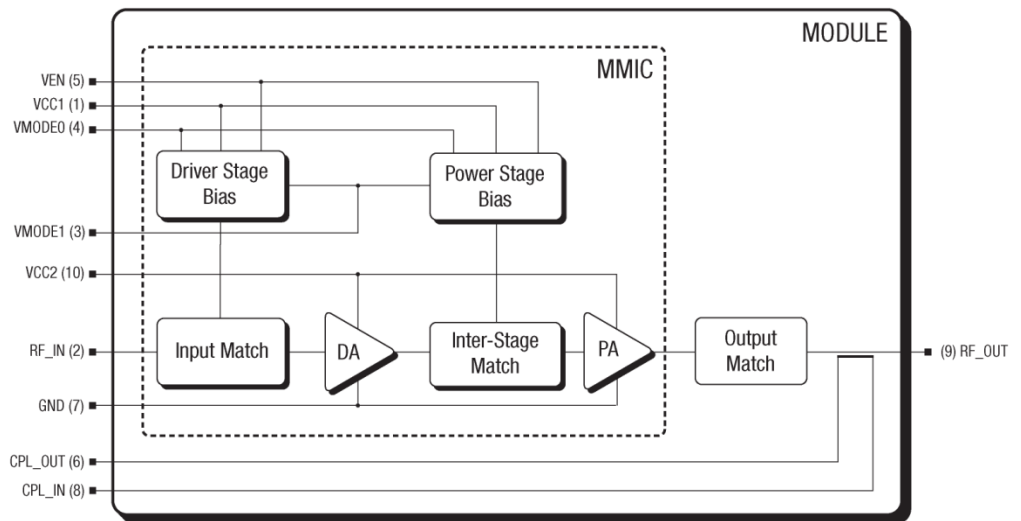 MODULE
MMIC
VEN (5)
VCC1 (1)
VMODE0 (4)
Driver Stage
Bias
Power Stage
Bias
VMODE1 (3)
VCC2 (10)
RF_IN (2)
Input Match
DA
Inter-Stage
Match
PA
Output
Match
(9) RF_OUT
GND (7)
CPL_OUT (6)
CPL_IN (8)